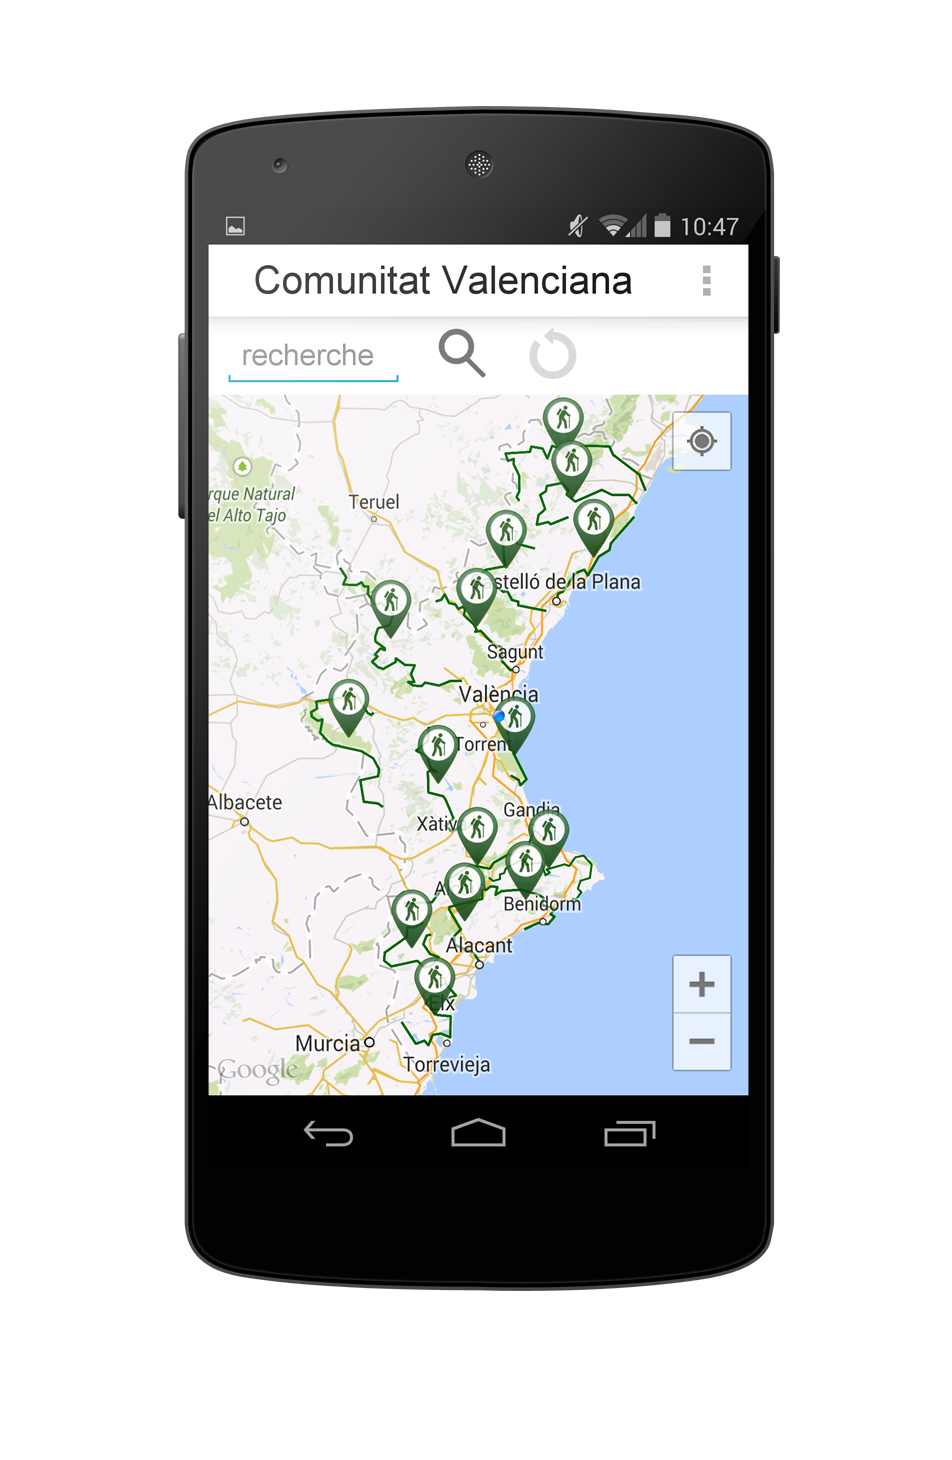 10:47
Comunitat Valenciana
recherche
Teruel
rque Natural
el Alto Tajo
stelló de la Plana
Sagunt
València
Torrent
Albacete
Gandia
Xàtiv
A
Benidorm
Alacant
Elx
Murcia
Google
Torrevieja